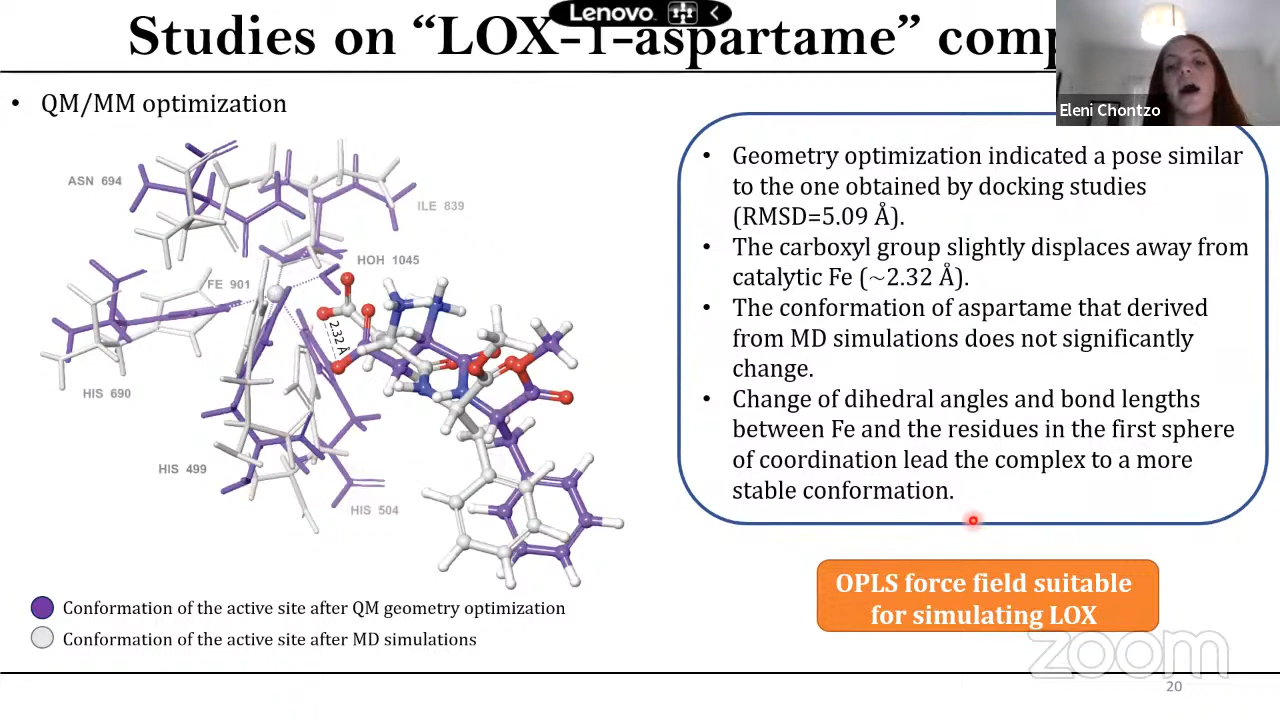 Lenovo
Studies on “LOX-1-aspartame” comp
Eleni Chontzo
• QM/MM optimization
ASN 694
ILE 839
HOH 1045
FE 901
2.32 Å
HIS 690
HIS 499
HIS 504
Conformation of the active site after QM geometry optimization
Conformation of the active site after MD simulations
• Geometry optimization indicated a pose similar
to the one obtained by docking studies
(RMSD=5.09 Å).
• The carboxyl group slightly displaces away from
catalytic Fe (~2.32 Å).
• The conformation of aspartame that derived
from MD simulations does not significantly
change.
• Change of dihedral angles and bond lengths
between Fe and the residues in the first sphere
of coordination lead the complex to a more
stable conformation.
OPLS force field suitable
for simulating LOX
zoom
20